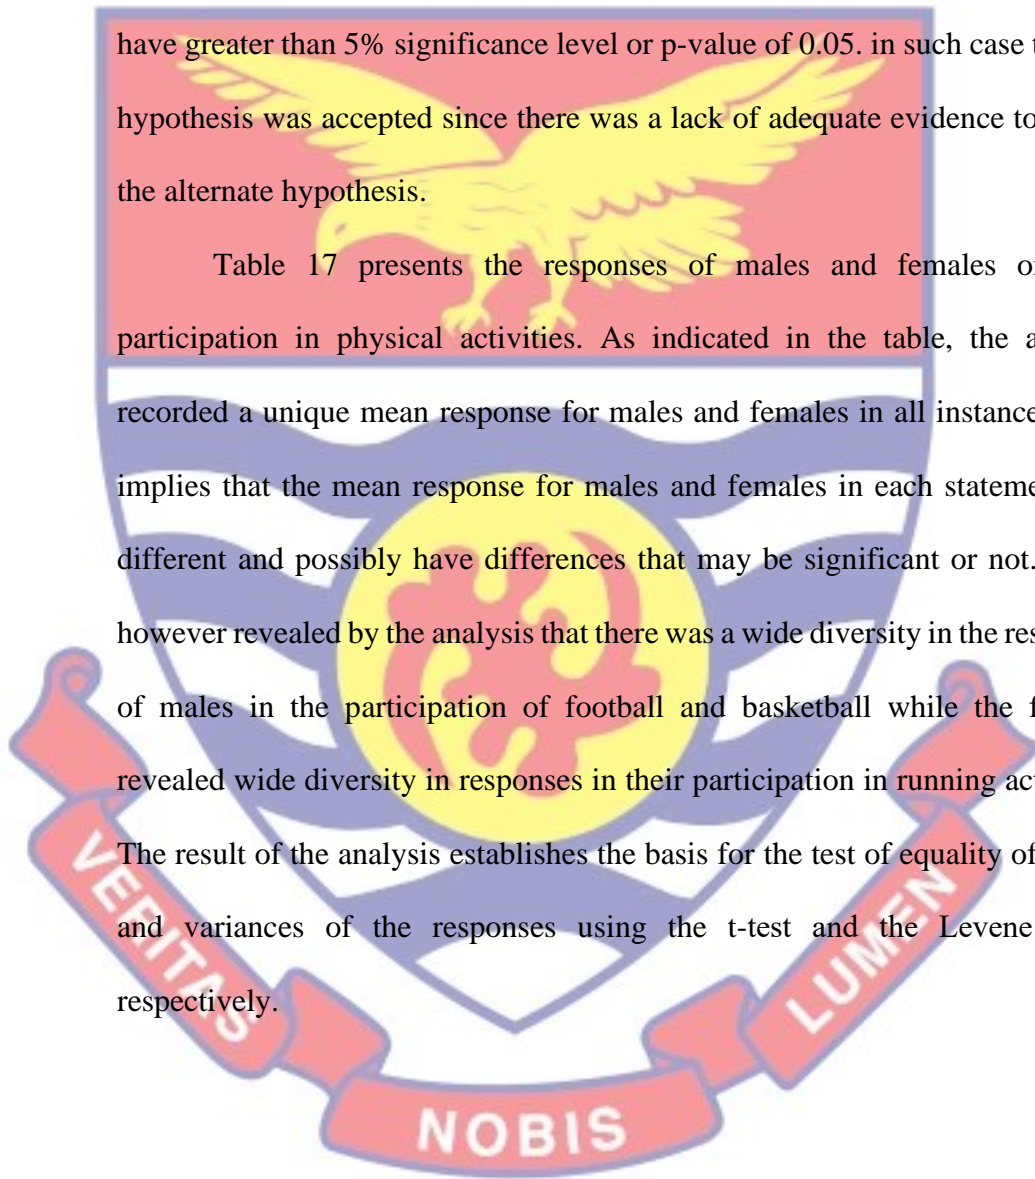 have greater than 5% significance level or p-value of 0.05. in such case
hypothesis was accepted since there was a lack of adequate evidence to
the alternate hypothesis.
Table 17 presents the responses of males and females
participation in physical activities. As indicated in the table, the
recorded a unique mean response for males and females in all
implies that the mean response for males and females in each
different and possibly have differences that may be significant or not.
however revealed by the analysis that there was a wide diversity in the
of males in the participation of football and basketball while the
revealed wide diversity in responses in their participation in running
The result of the analysis establishes the basis for the test of equality of
and variances of the responses using the t-test and the Levene
respectively.
VERITAS
NOBIS
LUMEN